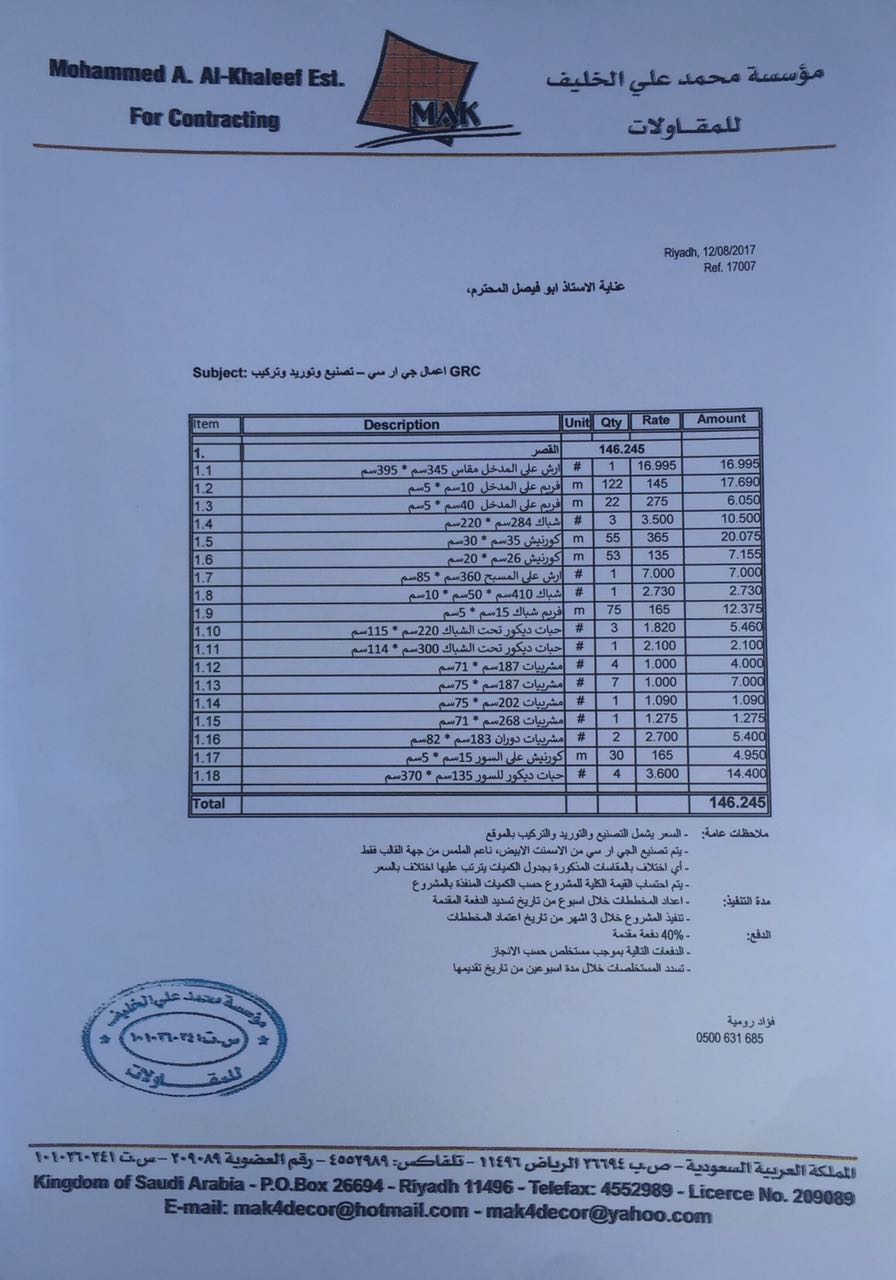 Mohammed A. Al-Khaleef Est.
For Contracting
MAK
مؤسسة محمد علي الخليف
للمقاولات
Riyadh, 12/08/2017
Ref. 17007
عناية الاستاذ ابو فيصل المحترم،
Subject: اعمال جي ار سي – تصنيع وتوريد وتركيب GRC
Item Description Unit Qty Rate Amount
1. القصر 146.245
1.1 ارش على المدخل مقاس 345سم * 395سم # 1 16.995 16.995
1.2 فريم على المدخل 10سم * 5سم m 122 145 17.690
1.3 فريم على المدخل 40سم * 5سم m 22 275 6.050
1.4 شباك 284سم * 220سم # 3 3.500 10.500
1.5 كورنيش 35سم * 30سم m 55 365 20.075
1.6 كورنيش 26سم * 20سم m 53 135 7.155
1.7 ارش على المسبح 360سم * 85سم # 1 7.000 7.000
1.8 شباك 410سم * 50سم * 10سم # 1 2.730 2.730
1.9 فريم شباك 15سم * 5سم m 75 165 12.375
1.10 حبات ديكور تحت الشباك 220سم * 115سم # 3 1.820 5.460
1.11 حبات ديكور تحت الشباك 300سم * 114سم # 1 2.100 2.100
1.12 مشربيات 187سم * 71سم # 4 1.000 4.000
1.13 مشربيات 187سم * 75سم # 7 1.000 7.000
1.14 مشربيات 202سم * 75سم # 1 1.090 1.090
1.15 مشربيات 268سم * 71سم # 1 1.275 1.275
1.16 مشربيات دوران 183سم * 82سم # 2 2.700 5.400
1.17 كورنيش على السور 15سم * 5سم m 30 165 4.950
1.18 حبات ديكور للسور 135سم * 370سم # 4 3.600 14.400
Total 146.245
ملاحظات عامة: - السعر يشمل التصنيع والتوريد والتركيب بالموقع
- يتم تصنيع الجي ار سي من الاسمنت الابيض، ناعم الملمس من جهة القالب فقط
- أي اختلاف بالمقاسات المذكورة بجدول الكميات يترتب عليها اختلاف بالسعر
- يتم احتساب القيمة الكلية للمشروع حسب الكميات المنفذة بالمشروع
مدة التنفيذ: - اعداد المخططات خلال اسبوع من تاريخ تسديد الدفعة المقدمة
- تنفيذ المشروع خلال 3 اشهر من تاريخ اعتماد المخططات
الدفع: - 40% دفعة مقدمة
- الدفعات التالية بموجب مستخلص حسب الانجاز
- تسدد المستخلصات خلال مدة اسبوعين من تاريخ تقديمها
فؤاد رومية
0500 631 685
مؤسسة محمد علي الخليف
س.ت ١٠١٠٣٦٠٢٤١
للمقاولات
المملكة العربية السعودية – ص.ب ٢٦٦٩٤ الرياض ١١٤٩٦ – تلفاكس: ٤٥٥٢٩٨٩ – رقم العضوية ٢٠٩٠٨٩ – س.ت ١٠١٠٣٦٠٢٤١
Kingdom of Saudi Arabia - P.O.Box 26694 - Riyadh 11496 - Telefax: 4552989 - Licerce No. 209089
E-mail: mak4decor@hotmail.com - mak4decor@yahoo.com